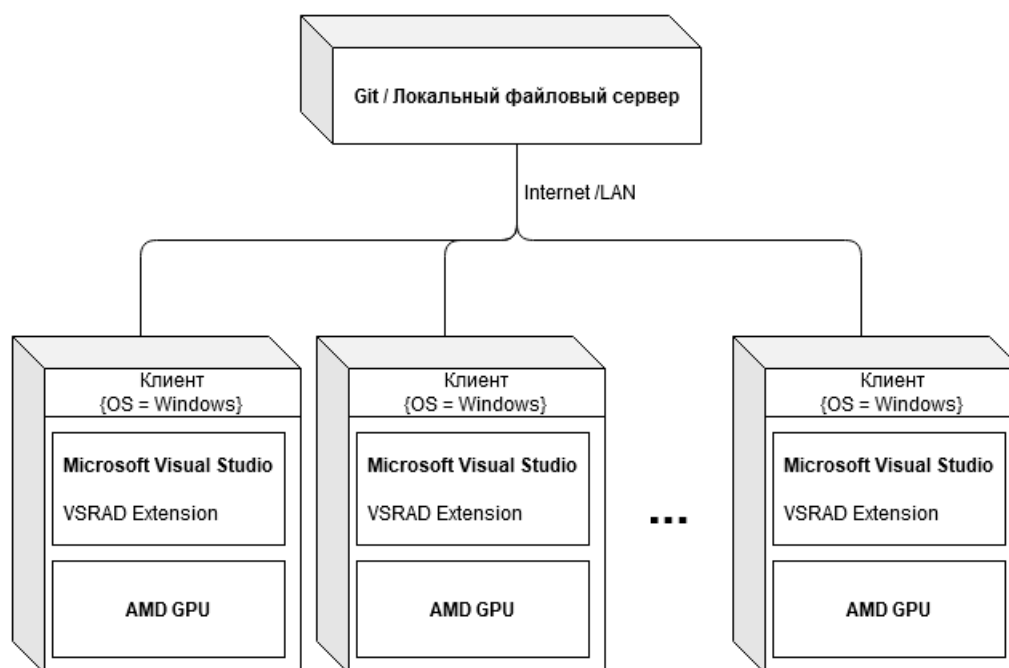 Git / Локальный файловый сервер
Internet /LAN
Клиент
{OS = Windows}
Microsoft Visual Studio
VSRAD Extension
AMD GPU
Клиент
{OS = Windows}
Microsoft Visual Studio
VSRAD Extension
AMD GPU
...
Клиент
{OS = Windows}
Microsoft Visual Studio
VSRAD Extension
AMD GPU